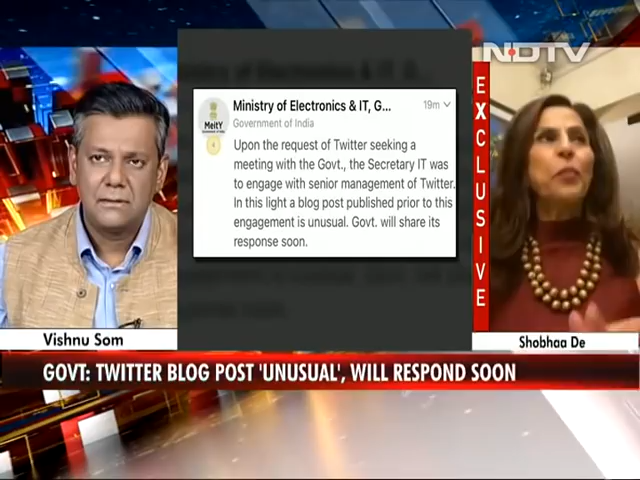 NDTV
EXCLUSIVE
MeitY
Ministry of Electronics & IT, G...
19m
Government of India
Upon the request of Twitter seeking a
meeting with the Govt., the Secretary IT was
to engage with senior management of Twitter.
In this light a blog post published prior to this
engagement is unusual. Govt. will share its
response soon.
Vishnu Som
Shobhaa De
GOVT: TWITTER BLOG POST 'UNUSUAL', WILL RESPOND SOON